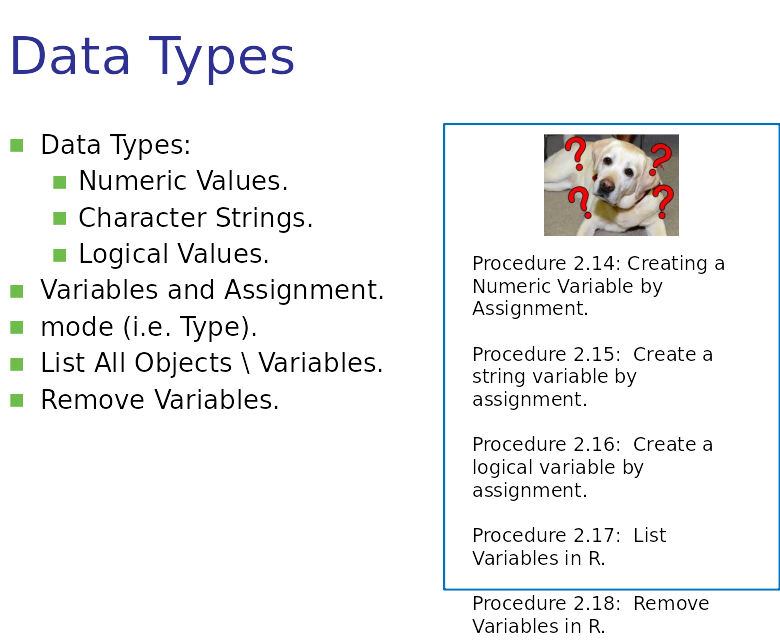 Data Types
Data Types:
Numeric Values.
Character Strings.
Logical Values.
Variables and Assignment.
mode (i.e. Type).
List All Objects \ Variables.
Remove Variables.
? ?
? ?
Procedure 2.14: Creating a
Numeric Variable by
Assignment.
Procedure 2.15:  Create a
string variable by
assignment.
Procedure 2.16:  Create a
logical variable by
assignment.
Procedure 2.17:  List
Variables in R.
Procedure 2.18:  Remove
Variables in R.